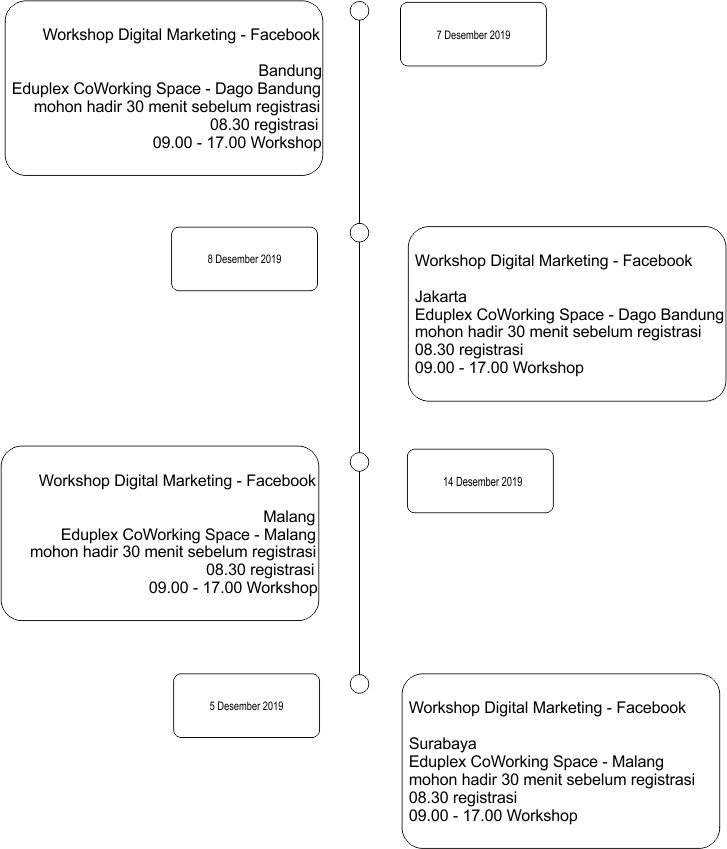 Workshop Digital Marketing - Facebook
Bandung
Eduplex CoWorking Space - Dago Bandung
mohon hadir 30 menit sebelum registrasi
08.30 registrasi
09.00 - 17.00 Workshop
7 Desember 2019
8 Desember 2019
Workshop Digital Marketing - Facebook
Jakarta
Eduplex CoWorking Space - Dago Bandung
mohon hadir 30 menit sebelum registrasi
08.30 registrasi
09.00 - 17.00 Workshop
Workshop Digital Marketing - Facebook
Malang
Eduplex CoWorking Space - Malang
mohon hadir 30 menit sebelum registrasi
08.30 registrasi
09.00 - 17.00 Workshop
14 Desember 2019
5 Desember 2019
Workshop Digital Marketing - Facebook
Surabaya
Eduplex CoWorking Space - Malang
mohon hadir 30 menit sebelum registrasi
08.30 registrasi
09.00 - 17.00 Workshop